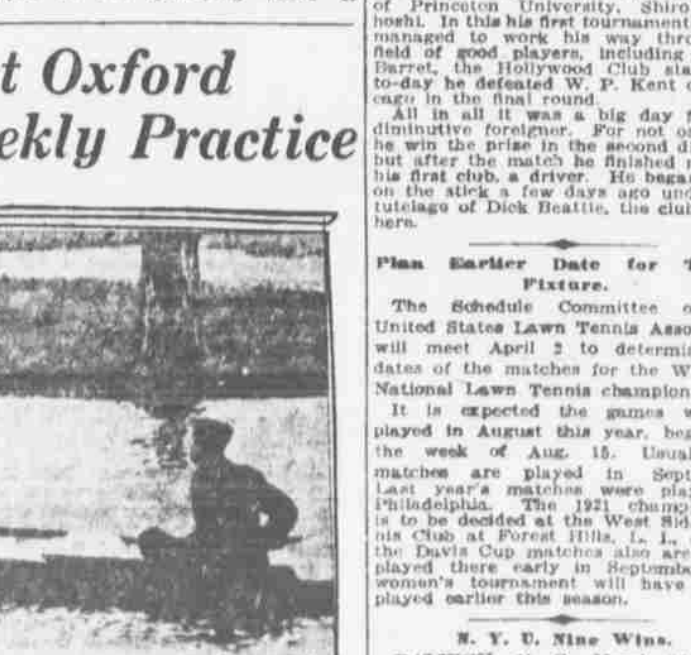 t Oxford
ekly Practice
of Princeton University, Shiro
hoshi. In this his first tournament
managed to work his way thro
field of good players, including
Barret, the Hollywood Club sta
to-day he defeated W. P. Kent o
cago in the final round.
All in all it was a big day
diminutive foreigner. For not on
he win the prize in the second di
but after the match he finished
his first club, a driver. He began
on the stick a few days ago und
tutelage of Dick Beattie, the clu
here.
Plan Earlier Date for T
Fixture.
The Schedule Committee o
United States Lawn Tennis Asso
will meet April 2 to determin
dates of the matches for the W
National Lawn Tennis champion
It is expected the games w
played in August this year, beg
the week of Aug. 15. Usual
matches are played in Sept
Last year's matches were play
Philadelphia. The 1921 champ
is to be decided at the West Sid
nis Club at Forest Hills, L. I.,
the Davis Cup matches also are
played there early in Septembe
women's tournament will have
played earlier this season.
N. Y. U. Nine Wins.